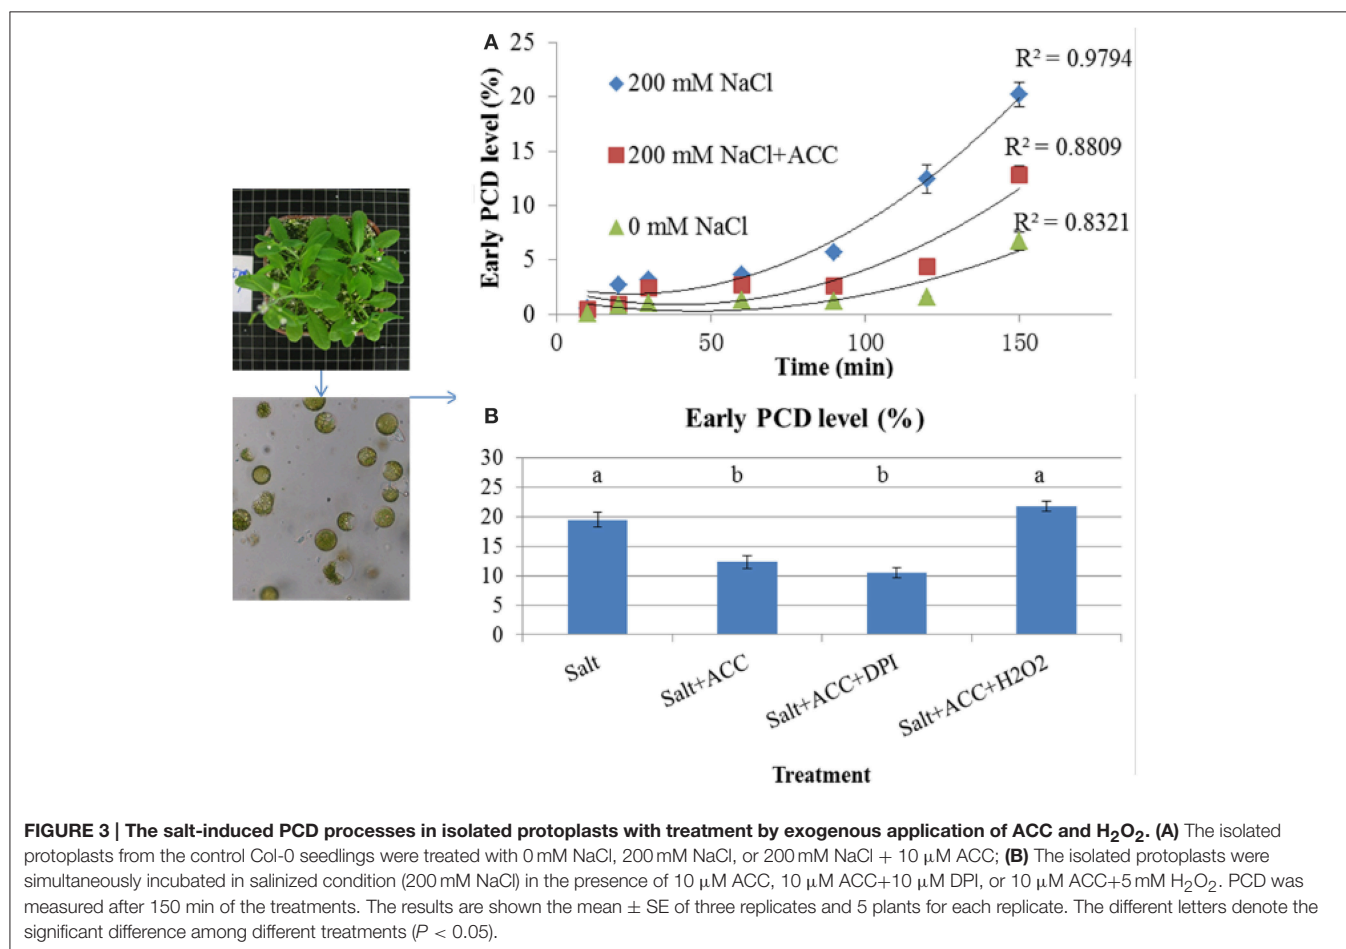 A
25
20
15
10
5
0
Early PCD level (%)
200 mM NaCl
200 mM NaCl+ACC
0 mM NaCl
R² = 0.9794
R² = 0.8809
R² = 0.8321
0
50
100
150
Time (min)
B
Early PCD level (%)
30
25
20
15
10
5
0
a
b
b
a
Salt
Salt+ACC
Salt+ACC+DPI
Salt+ACC+H2O2
Treatment
FIGURE 3 | The salt-induced PCD processes in isolated protoplasts with treatment by exogenous application of ACC and H₂O₂. (A) The isolated
protoplasts from the control Col-0 seedlings were treated with 0 mM NaCl, 200 mM NaCl, or 200 mM NaCl + 10 μM ACC; (B) The isolated protoplasts were
simultaneously incubated in salinized condition (200 mM NaCl) in the presence of 10 μM ACC, 10 μM ACC+10 μM DPI, or 10 μM ACC+5 mM H₂O₂. PCD was
measured after 150 min of the treatments. The results are shown the mean ± SE of three replicates and 5 plants for each replicate. The different letters denote the
significant difference among different treatments (P < 0.05).